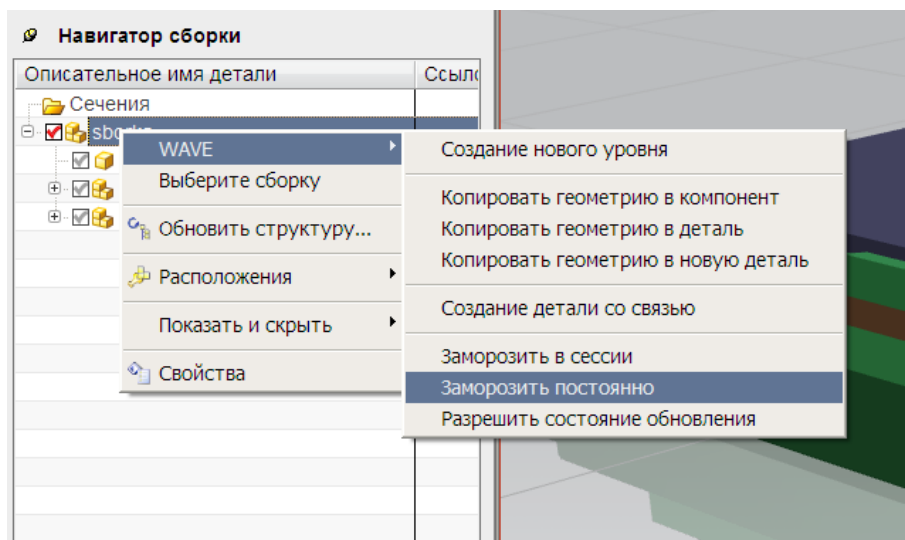 Навигатор сборки
Описательное имя детали
Сечения
WAVE
Выберите сборку
Обновить структуру...
Расположения
Показать и скрыть
Свойства
Создание нового уровня
Копировать геометрию в компонент
Копировать геометрию в деталь
Копировать геометрию в новую деталь
Создание детали со связью
Заморозить в сессии
Заморозить постоянно
Разрешить состояние обновления